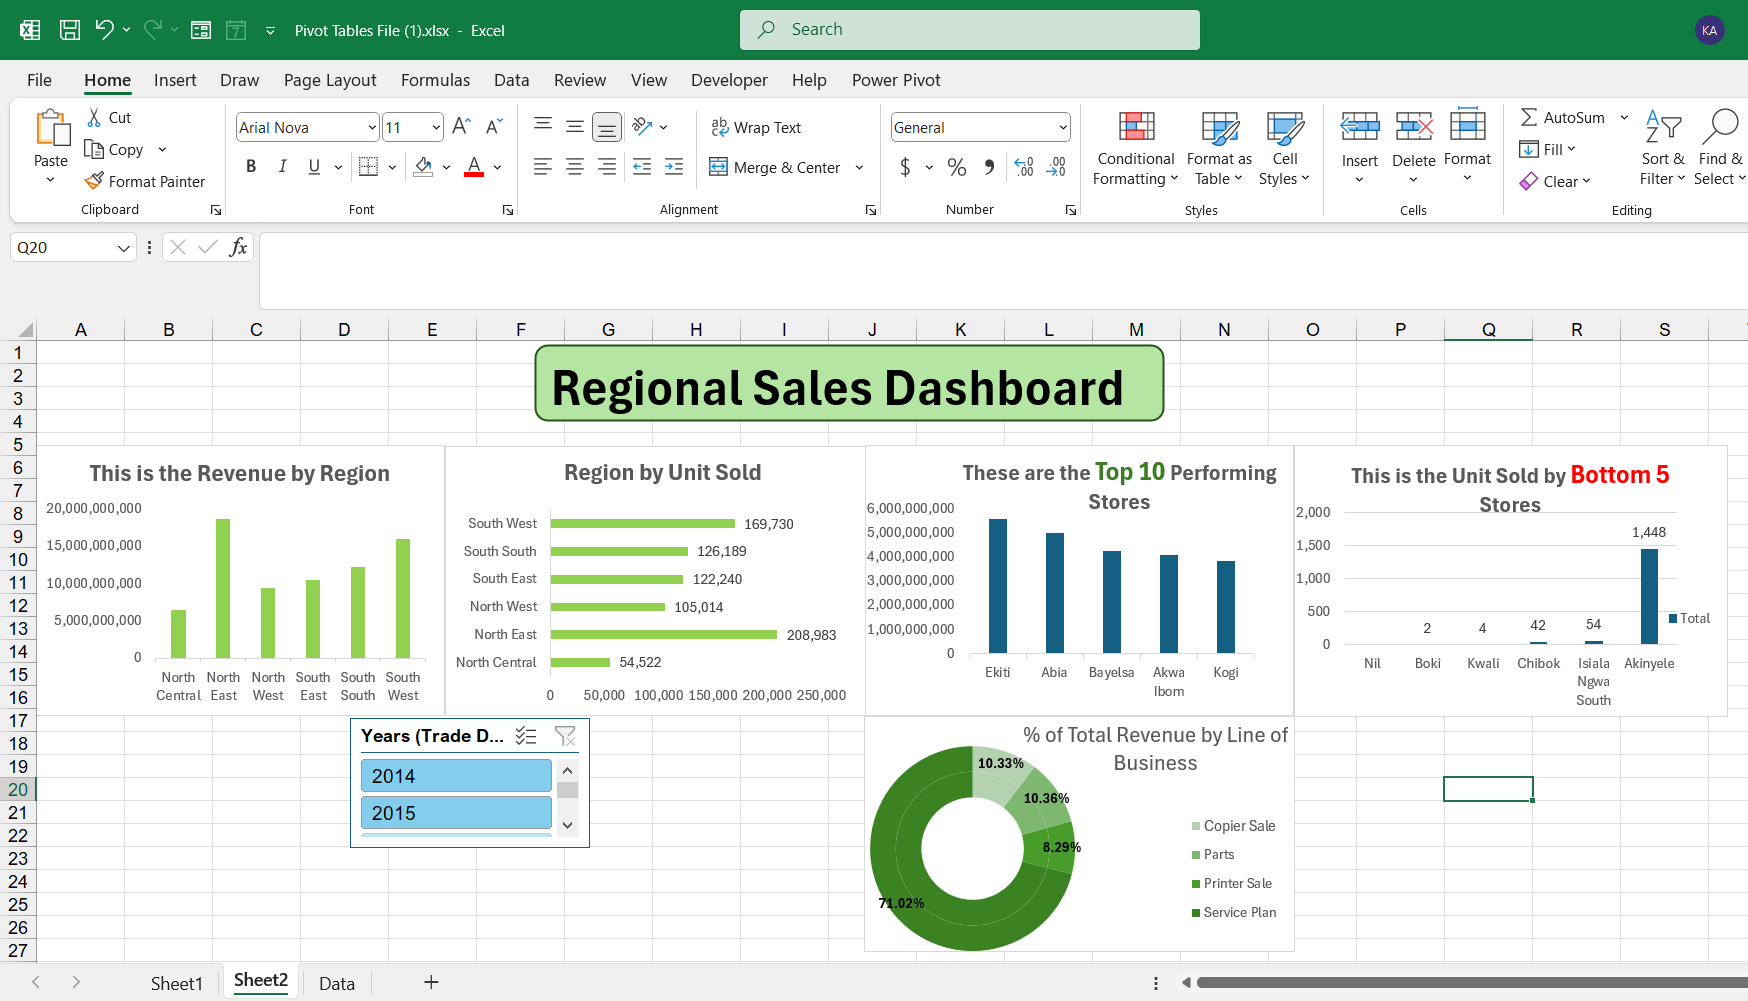 Pivot Tables File (1).xlsx - Excel
Search
KA
File Home Insert Draw Page Layout Formulas Data Review View Developer Help Power Pivot
Paste
Cut
Copy
Format Painter
Clipboard
Arial Nova 11
B I U
Font
Wrap Text
Merge & Center
Alignment
General
$ % ,
Number
Conditional Formatting
Format as Table
Cell Styles
Styles
Insert Delete Format
Cells
AutoSum
Fill
Clear
Sort & Filter
Find & Select
Editing
Q20
fx
A B C D E F G H I J K L M N O P Q R S
1
2
3
4
5
6
7
8
9
10
11
12
13
14
15
16
17
18
19
20
21
22
23
24
25
26
27
Regional Sales Dashboard
This is the Revenue by Region
20,000,000,000
15,000,000,000
10,000,000,000
5,000,000,000
0
North Central
North East
North West
South East
South South
South West
Region by Unit Sold
South West 169,730
South South 126,189
South East 122,240
North West 105,014
North East 208,983
North Central 54,522
0 50,000 100,000 150,000 200,000 250,000
These are the Top 10 Performing
Stores
6,000,000,000
5,000,000,000
4,000,000,000
3,000,000,000
2,000,000,000
1,000,000,000
0
Ekiti
Abia
Bayelsa
Akwa Ibom
Kogi
This is the Unit Sold by Bottom 5
Stores
2,000
1,500
1,000
500
0
2
4
42
54
1,448
Total
Nil
Boki
Kwali
Chibok
Isiala Ngwa South
Akinyele
Years (Trade D...
2014
2015
% of Total Revenue by Line of
Business
10.33%
10.36%
8.29%
71.02%
Copier Sale
Parts
Printer Sale
Service Plan
Sheet1 Sheet2 Data